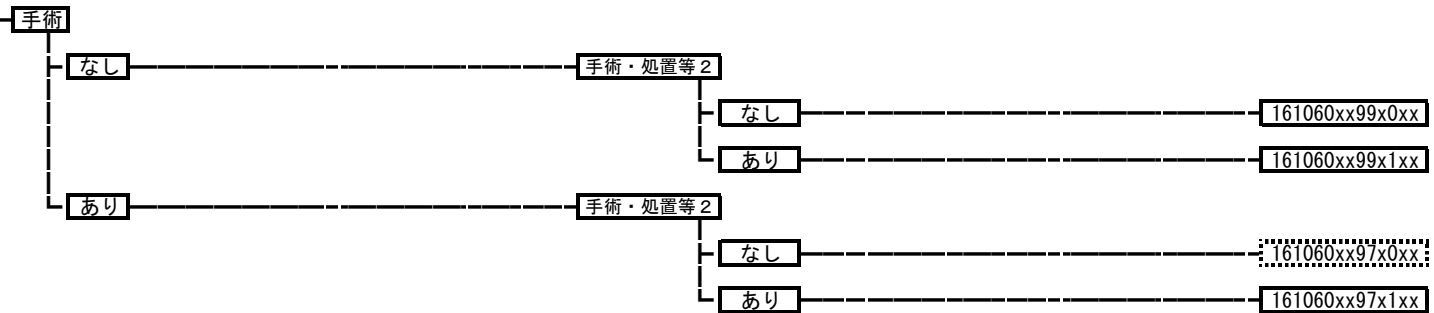 手術
なし 手術・処置等２
なし 161060xx99x0xx
あり 161060xx99x1xx
あり 手術・処置等２
なし 161060xx97x0xx
あり 161060xx97x1xx